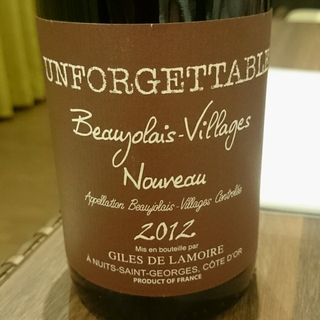 UNFORGETTABLE
Beaujolais-Villages
Nouveau
Appellation Beaujolais-Villages Contrôlée
2012
Mis en bouteille par
GILES DE LAMOIRE
À NUITS-SAINT-GEORGES, CÔTE D'OR
PRODUCT OF FRANCE